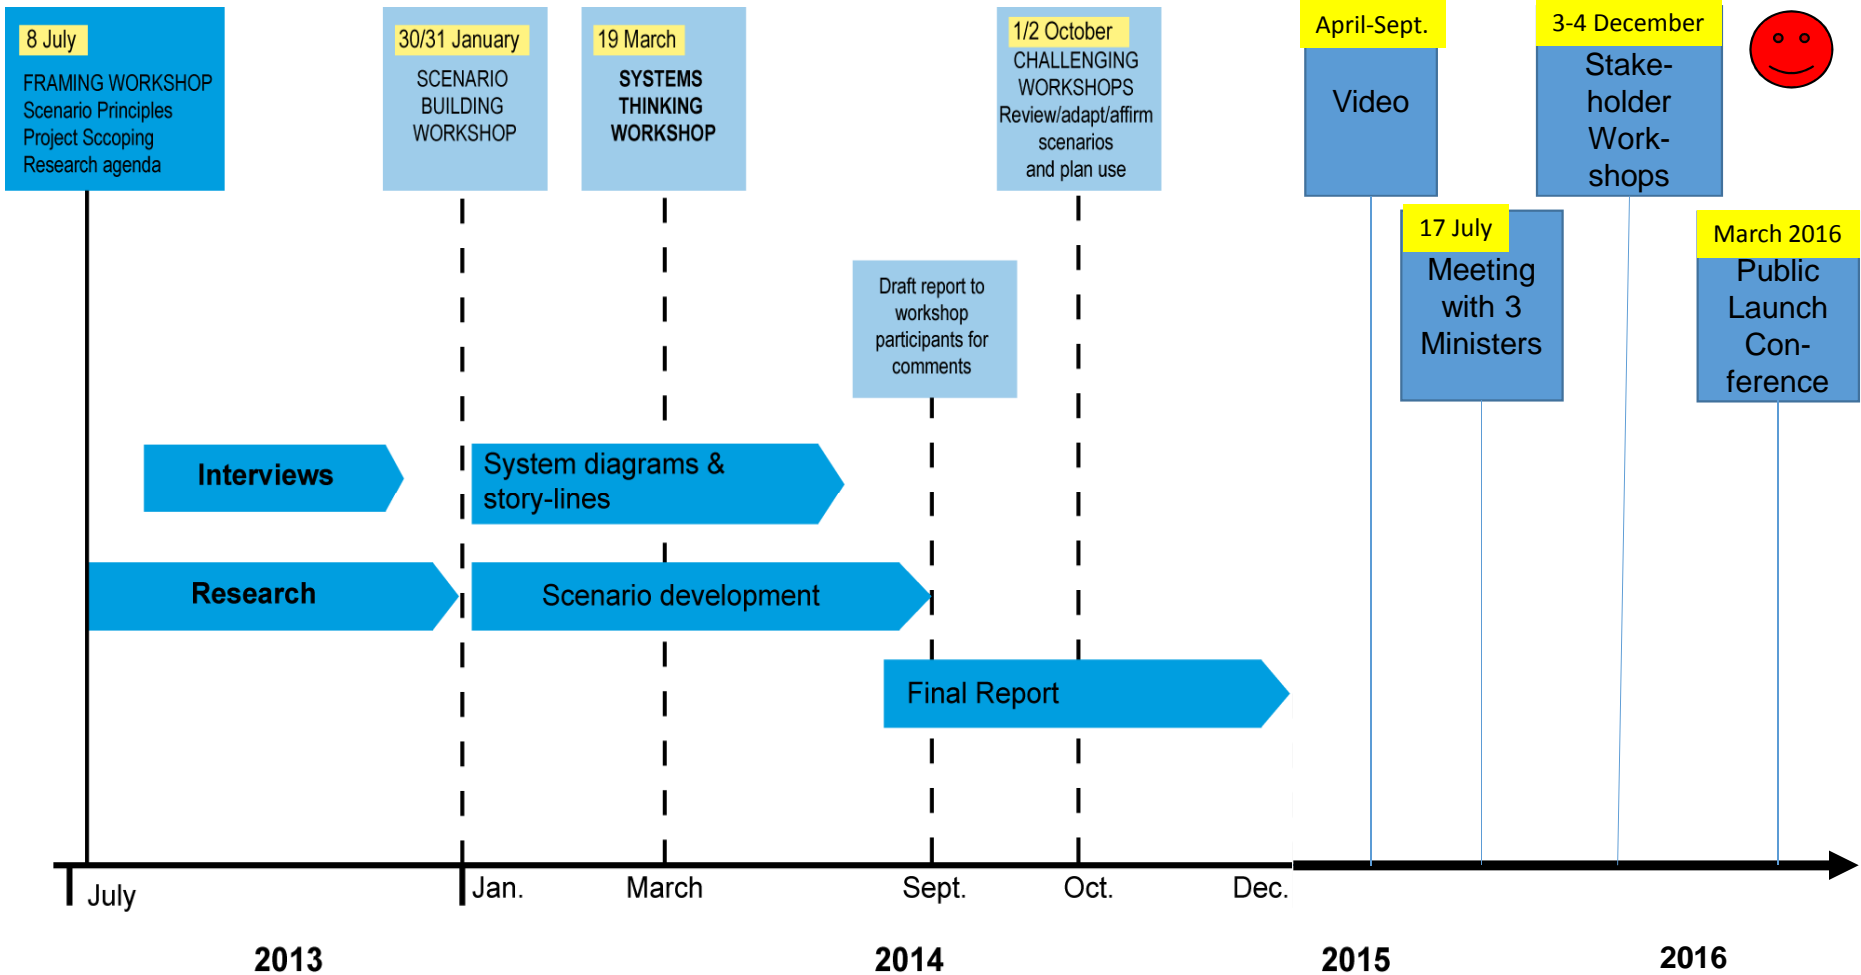 8 July
FRAMING WORKSHOP
Scenario Principles
Project Sccoping
Research agenda
30/31 January
SCENARIO
BUILDING
WORKSHOP
19 March
SYSTEMS
THINKING
WORKSHOP
1/2 October
CHALLENGING
WORKSHOPS
Review/adapt/affirm
scenarios
and plan use
April-Sept.
Video
3-4 December
Stake-
holder
Work-
shops
17 July
Meeting
with 3
Ministers
March 2016
Public
Launch
Con-
ference
Draft report to
workshop
participants for
comments
Interviews
System diagrams &
story-lines
Research
Scenario development
Final Report
July
Jan.
March
Sept.
Oct.
Dec.
2013
2014
2015
2016